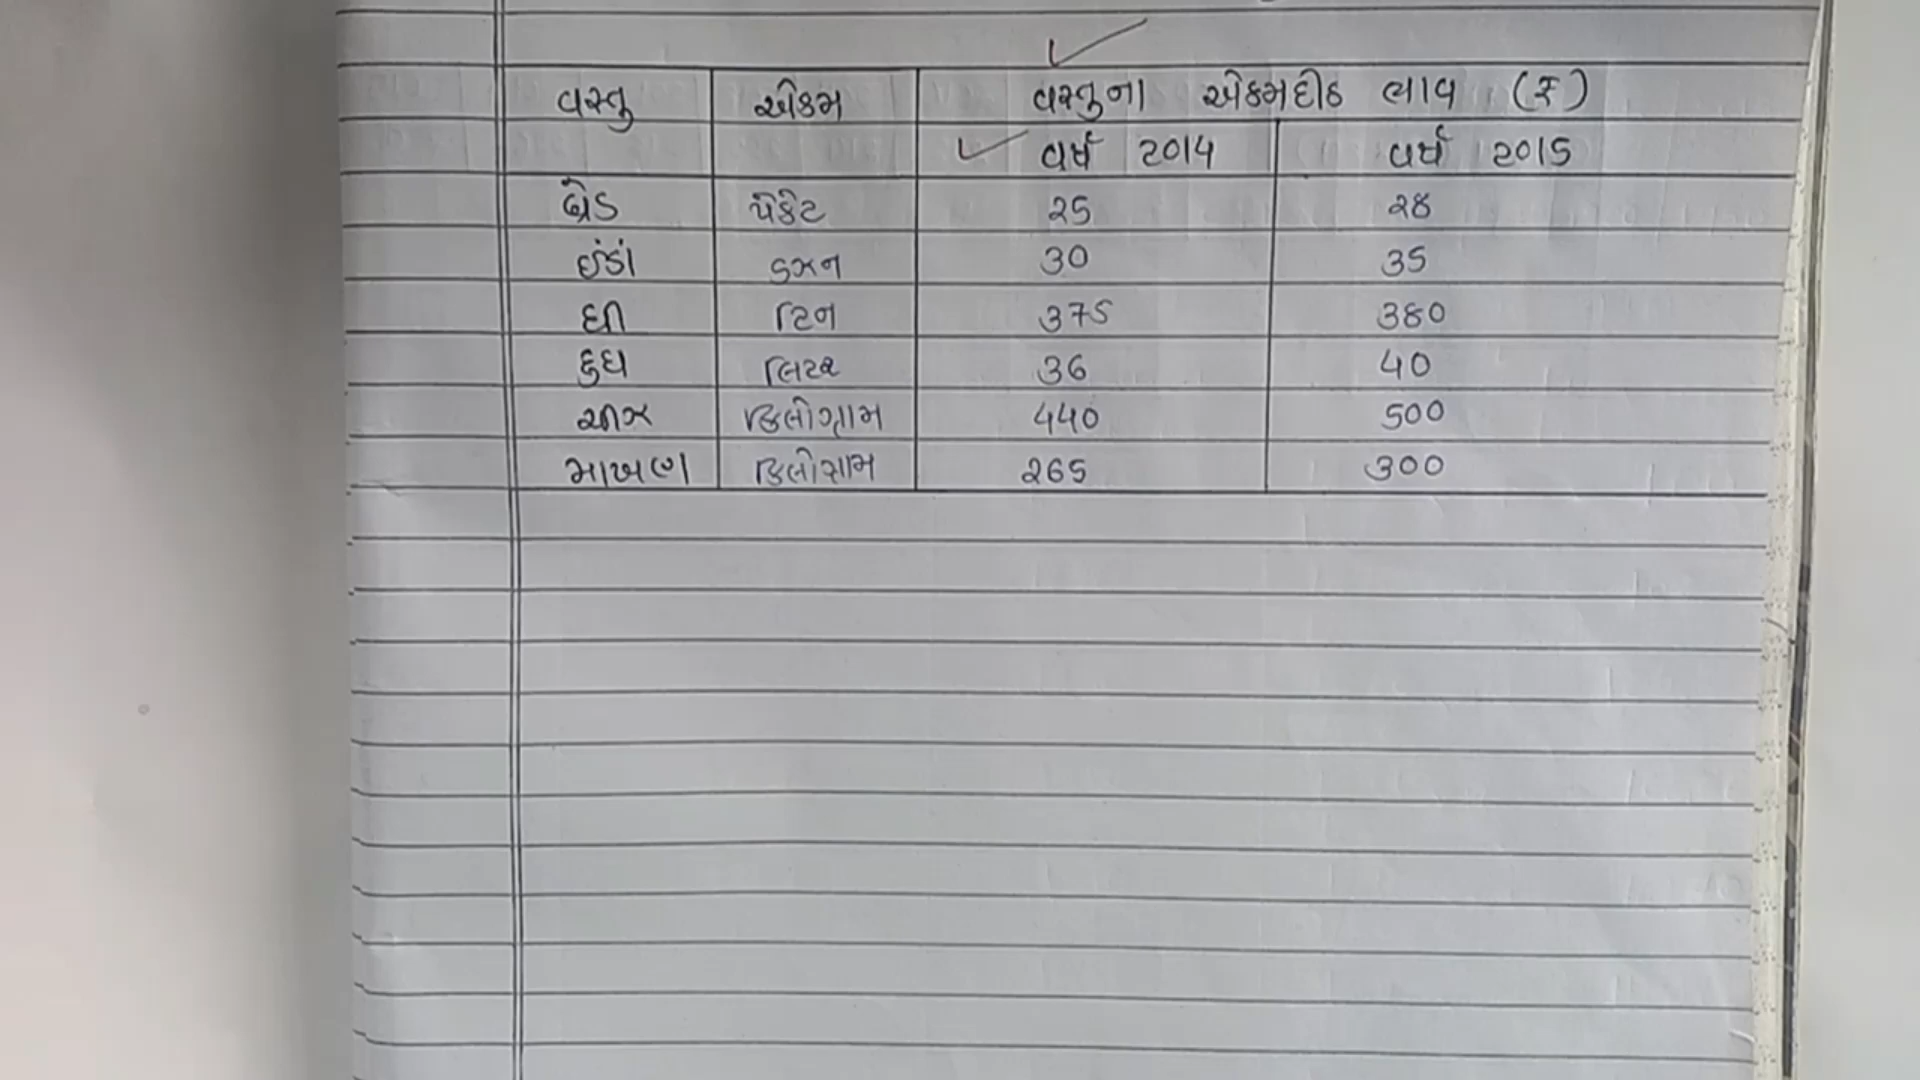 વસ્તુ એકમ વસ્તુના એકમદીઠ ભાવ (₹)
વર્ષ 2014 વર્ષ 2015
બ્રેડ પેકેટ 25 28
ઈંડાં ડઝન 30 35
ઘી ટિન 375 380
દુધ લિટર 36 40
ચીઝ કિલોગ્રામ 440 500
માખણ કિલોગ્રામ 265 300